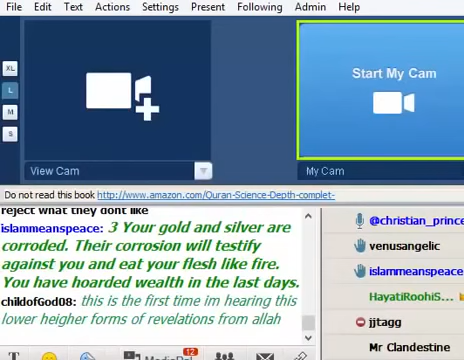 File Edit Text Actions Settings Present Following Admin Help
XL
L
M
S
Start My Cam
View Cam
My Cam
Do not read this book http://www.amazon.com/Quran-Science-Depth-complet-
reject what they dont like
islammeanspeace: 3 Your gold and silver are
corroded. Their corrosion will testify
against you and eat your flesh like fire.
You have hoarded wealth in the last days.
childofGod08: this is the first time im hearing this
lower heigher forms of revelations from allah
@christian_prince
venusangelic
islammeanspeace
HayatiRoohiS...
jjtagg
Mr Clandestine
T
12